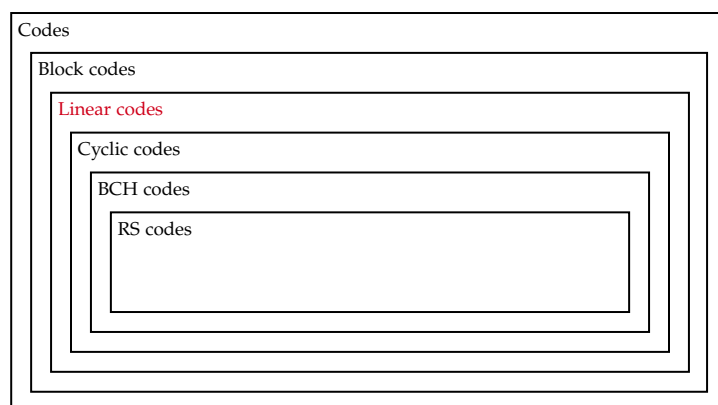 Codes
Block codes
Linear codes
Cyclic codes
BCH codes
RS codes